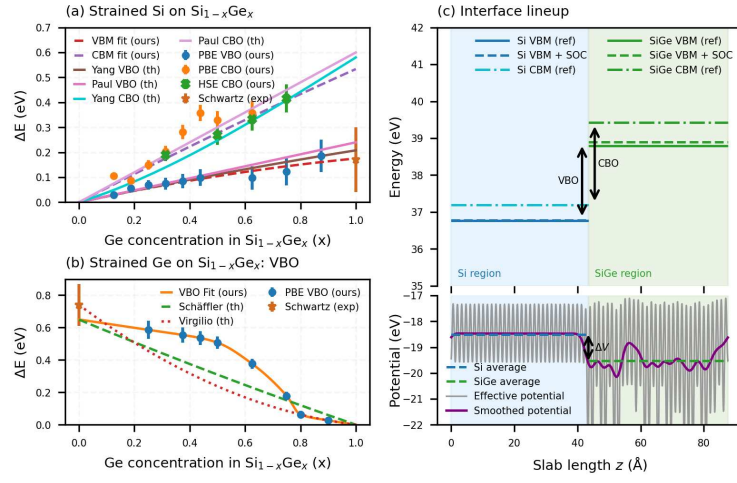 (a) Strained Si on Si1−xGex
0.7
0.6
0.5
0.4
0.3
0.2
0.1
0.0
ΔE (eV)
VBM fit (ours)
CBM fit (ours)
Yang VBO (th)
Paul VBO (th)
Yang CBO (th)
Paul CBO (th)
PBE VBO (ours)
PBE CBO (ours)
HSE CBO (ours)
Schwartz (exp)
0.0 0.2 0.4 0.6 0.8 1.0
Ge concentration in Si1−xGex (x)
(b) Strained Ge on Si1−xGex: VBO
0.8
0.6
0.4
0.2
0.0
ΔE (eV)
VBO Fit (ours)
Schäffler (th)
Virgilio (th)
PBE VBO (ours)
Schwartz (exp)
0.0 0.2 0.4 0.6 0.8 1.0
Ge concentration in Si1−xGex (x)
(c) Interface lineup
42
41
40
39
38
37
36
35
Energy (eV)
Si VBM (ref)
Si VBM + SOC
Si CBM (ref)
SiGe VBM (ref)
SiGe VBM + SOC
SiGe CBM (ref)
VBO
CBO
Si region
SiGe region
−17
−18
−19
−20
−21
−22
Potential (eV)
ΔV
Si average
SiGe average
Effective potential
Smoothed potential
0 20 40 60 80
Slab length z (Å)